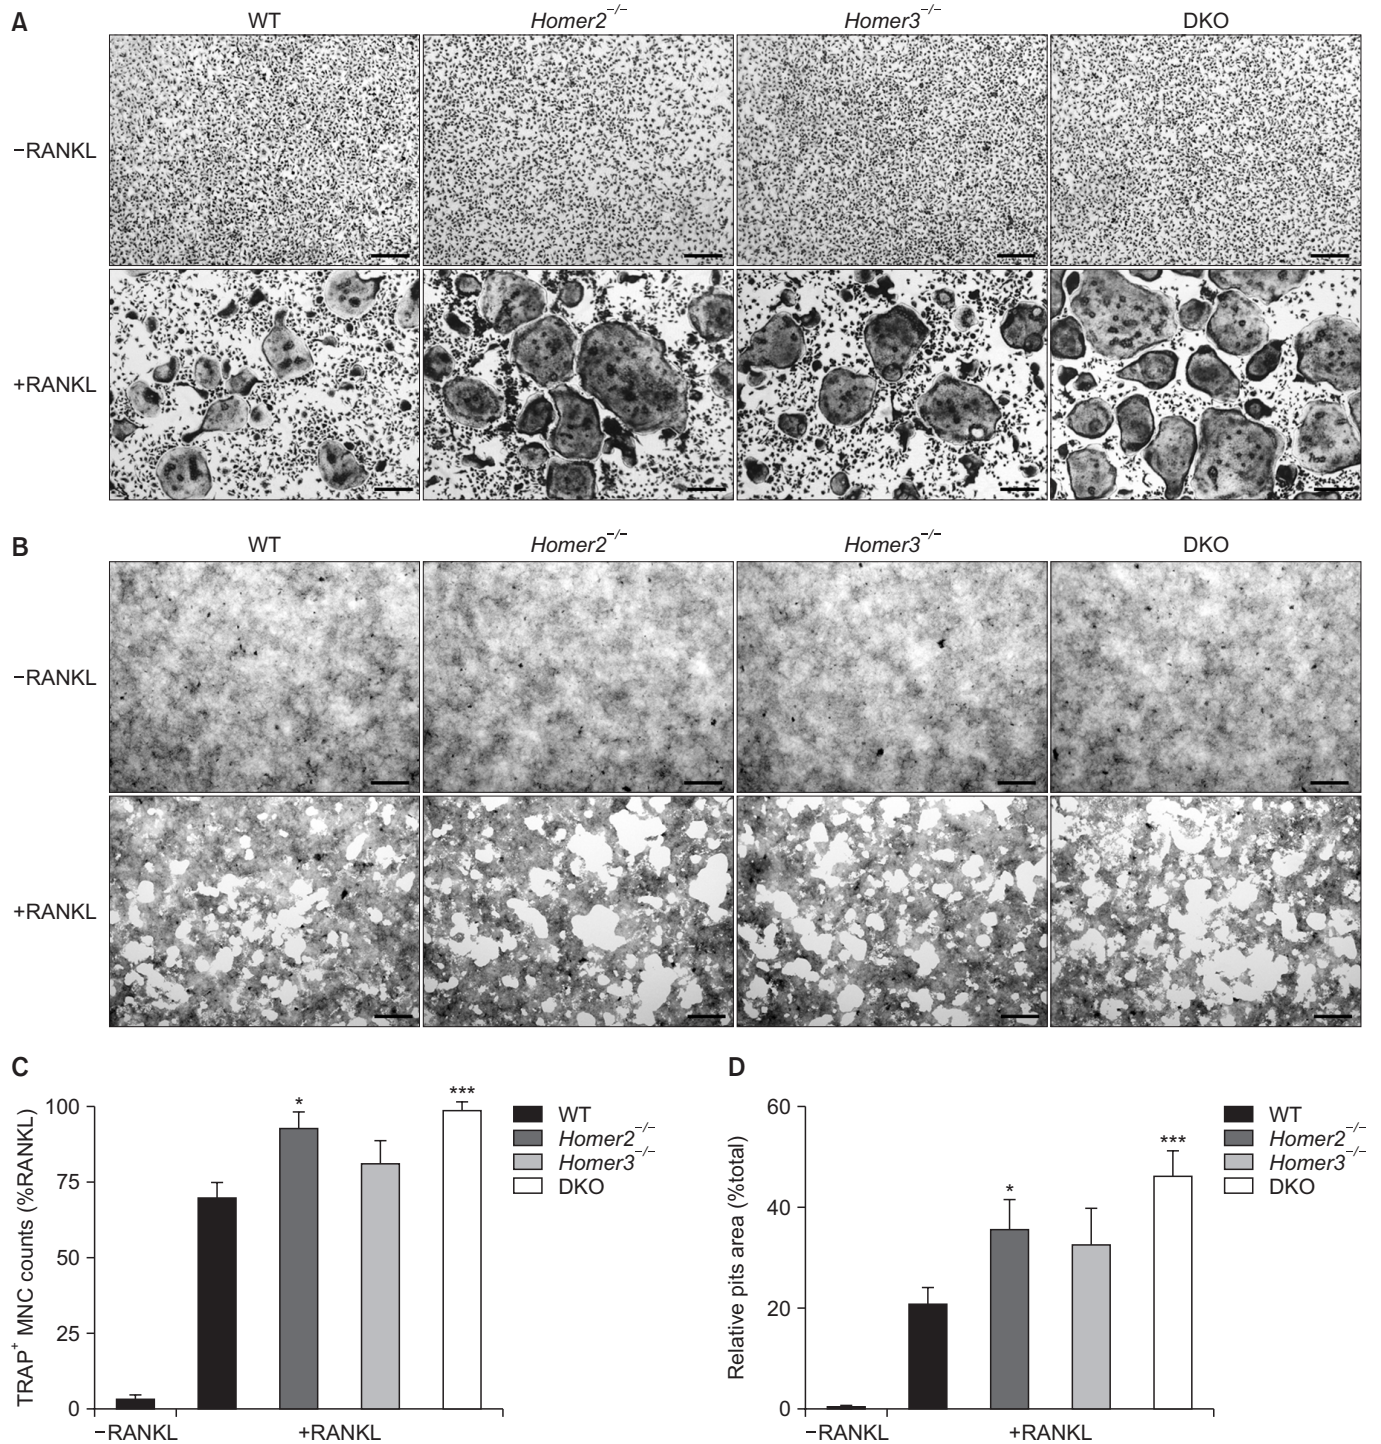 A
WT Homer2−/− Homer3−/− DKO
−RANKL
+RANKL
B
WT Homer2−/− Homer3−/− DKO
−RANKL
+RANKL
C
TRAP+ MNC counts (%RANKL)
100
75
50
25
0
* ***
−RANKL +RANKL
WT
Homer2−/−
Homer3−/−
DKO
D
Relative pits area (%total)
60
40
20
0
* ***
−RANKL +RANKL
WT
Homer2−/−
Homer3−/−
DKO